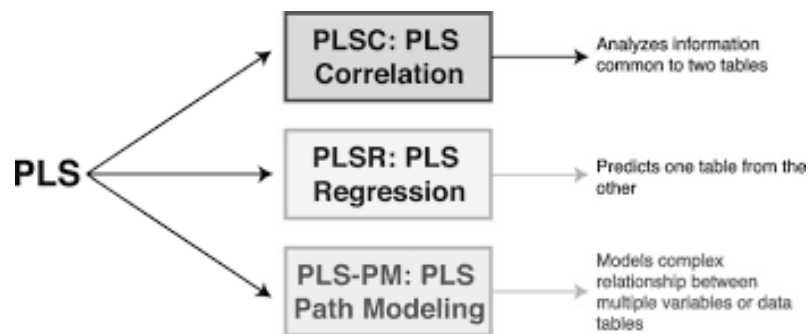 PLS
PLSC: PLS
Correlation
Analyzes information
common to two tables
PLSR: PLS
Regression
Predicts one table from the
other
PLS-PM: PLS
Path Modeling
Models complex
relationship between
multiple variables or data
tables